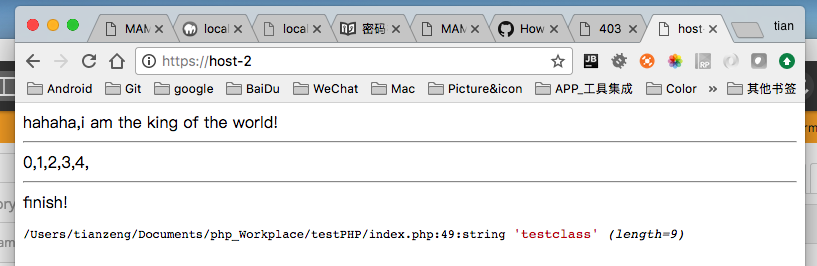 MAM
local
local
密码
MAM
How
403
host-
tian
https://host-2
Android
Git
google
BaiDu
WeChat
Mac
Picture&icon
APP_工具集成
Color
»
其他书签
hahaha,i am the king of the world!
0,1,2,3,4,
finish!
/Users/tianzeng/Documents/php_Workplace/testPHP/index.php:49:string 'testclass' (length=9)